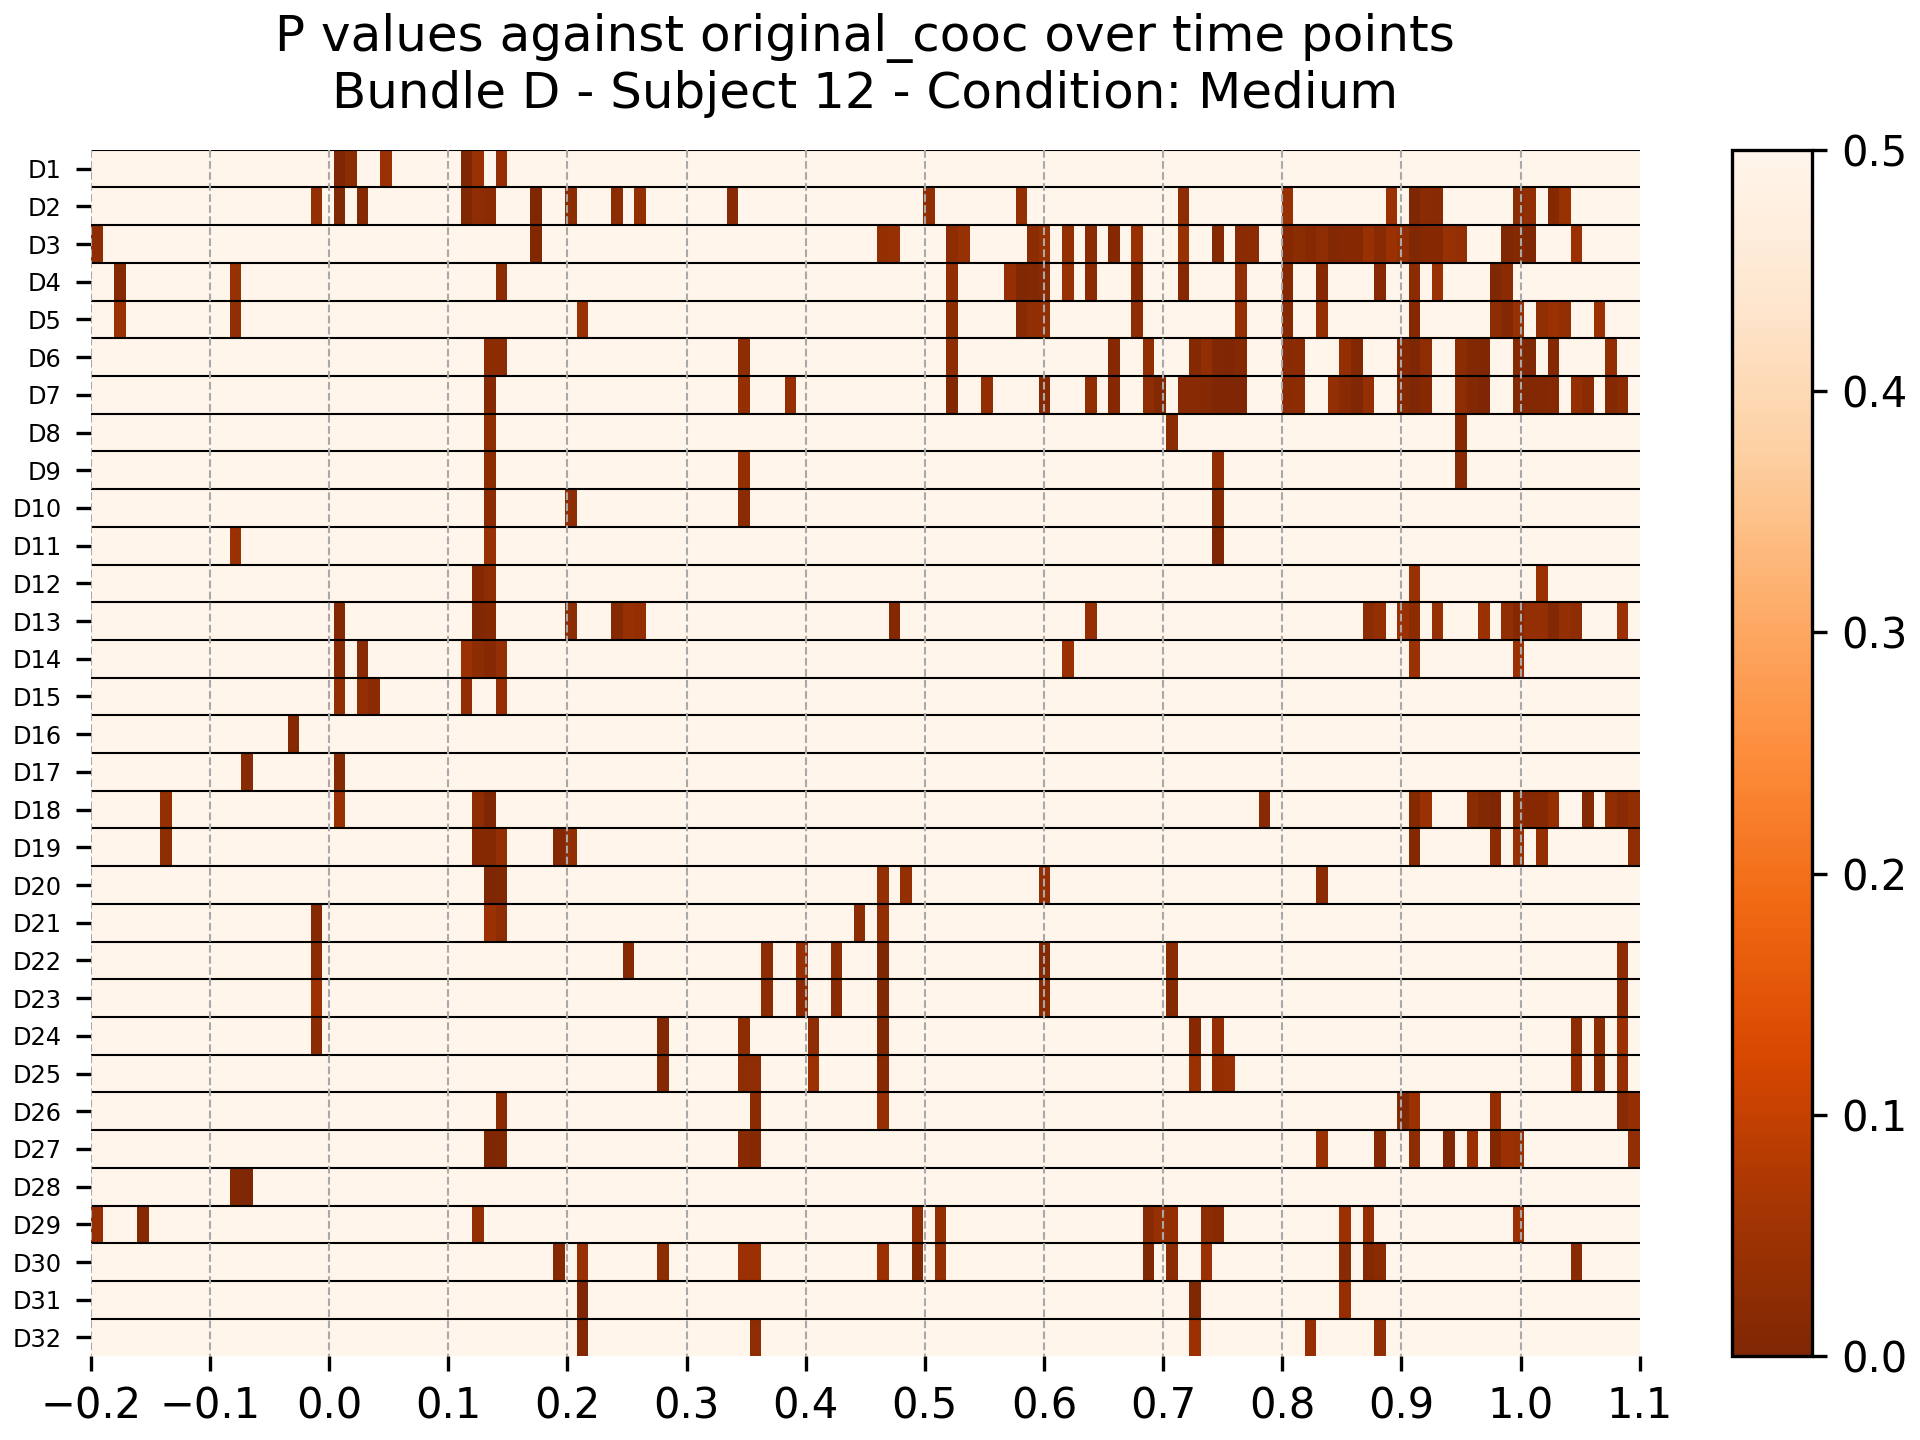 P values against original_cooc over time points
Bundle D - Subject 12 - Condition: Medium
D1
D2
D3
D4
D5
D6
D7
D8
D9
D10
D11
D12
D13
D14
D15
D16
D17
D18
D19
D20
D21
D22
D23
D24
D25
D26
D27
D28
D29
D30
D31
D32
−0.2 −0.1 0.0 0.1 0.2 0.3 0.4 0.5 0.6 0.7 0.8 0.9 1.0 1.1
0.5
0.4
0.3
0.2
0.1
0.0